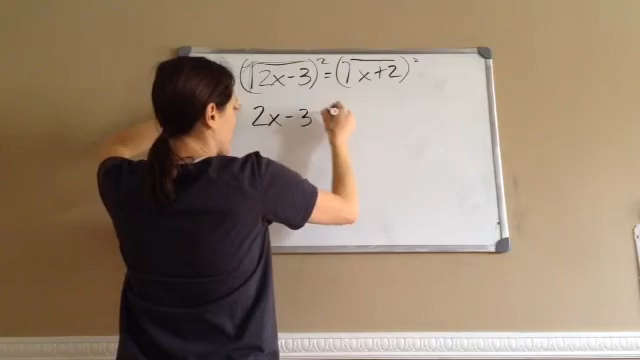 (√2x-3)² = (√x+2)²
2x-3